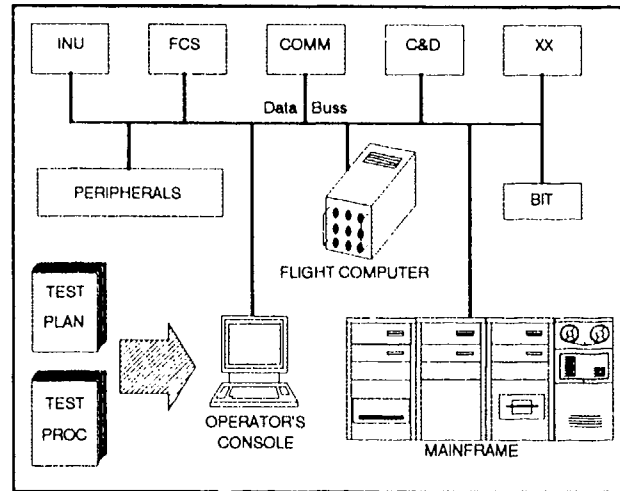 INU
FCS
COMM
C&D
XX
Data Buss
PERIPHERALS
BIT
FLIGHT COMPUTER
TEST
PLAN
TEST
PROC
OPERATOR'S
CONSOLE
MAINFRAME